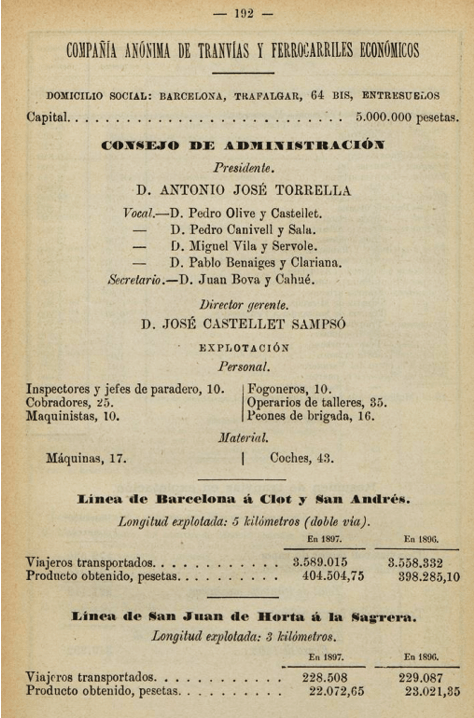 — 192 —
COMPAÑÍA ANÓNIMA DE TRANVÍAS Y FERROCARRILES ECONÓMICOS
DOMICILIO SOCIAL: BARCELONA, TRAFALGAR, 64 BIS, ENTRESUELOS
Capital. . . . . . . . . . . . . . . . . . . . . . . . . . 5.000.000 pesetas.
CONSEJO DE ADMINISTRACIÓN
Presidente.
D. ANTONIO JOSÉ TORRELLA
Vocal.—D. Pedro Olive y Castellet.
— D. Pedro Canivell y Sala.
— D. Miguel Vila y Servole.
— D. Pablo Benaiges y Clariana.
Secretario.—D. Juan Bova y Cahué.
Director gerente.
D. JOSÉ CASTELLET SAMPSÓ
EXPLOTACIÓN
Personal.
Inspectores y jefes de paradero, 10. | Fogoneros, 10.
Cobradores, 25. | Operarios de talleres, 35.
Maquinistas, 10. | Peones de brigada, 16.
Material.
Máquinas, 17. | Coches, 43.
Línea de Barcelona á Clot y San Andrés.
Longitud explotada: 5 kilómetros (doble vía).
En 1897. En 1896.
Viajeros transportados. . . . . . . . . . . . 3.589.015 3.558.332
Producto obtenido, pesetas. . . . . . . . . . 404.504,75 398.285,10
Línea de San Juan de Horta á la Sagrera.
Longitud explotada: 3 kilómetros.
En 1897. En 1896.
Viajeros transportados. . . . . . . . . . . . 228.508 229.087
Producto obtenido, pesetas. . . . . . . . . . 22.072,65 23.021,35